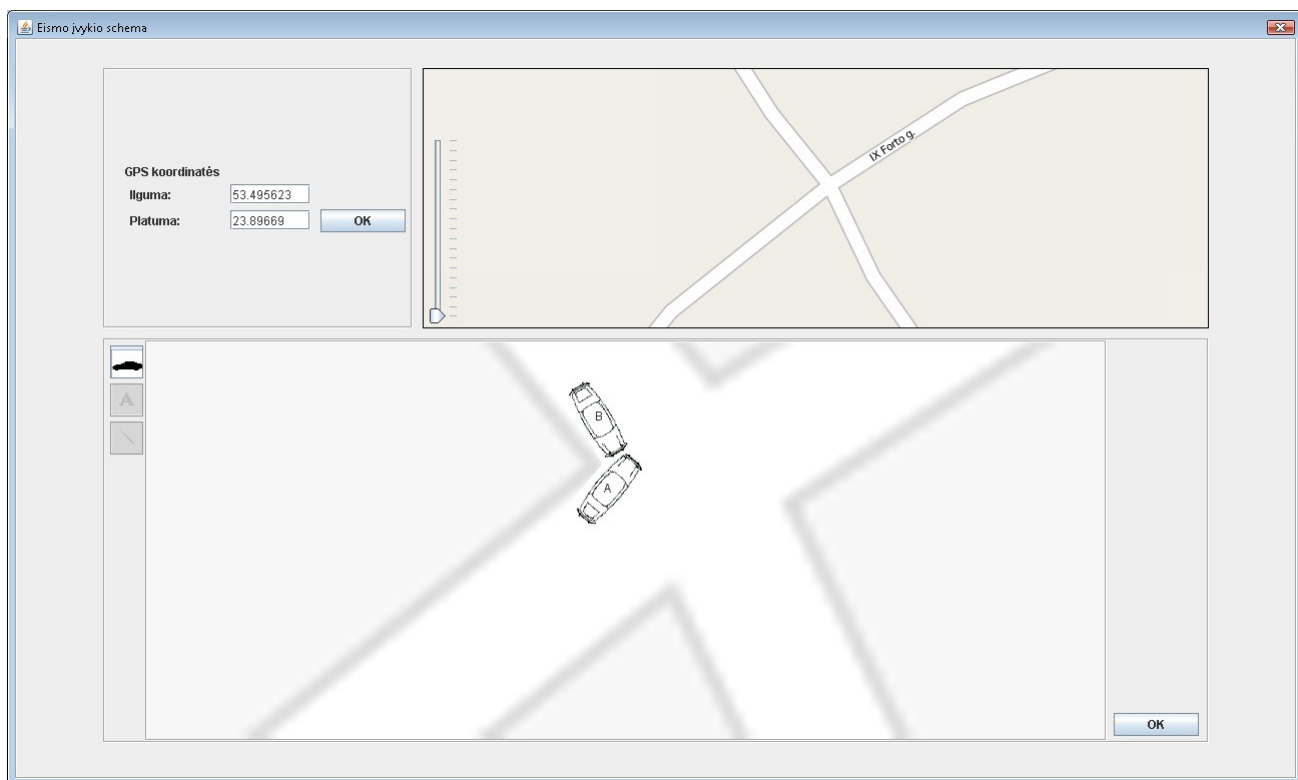 Eismo įvykio schema
GPS koordinatės
Ilguma: 53.495623
Platuma: 23.89669 OK
IX Forto g.
A
B
A
OK